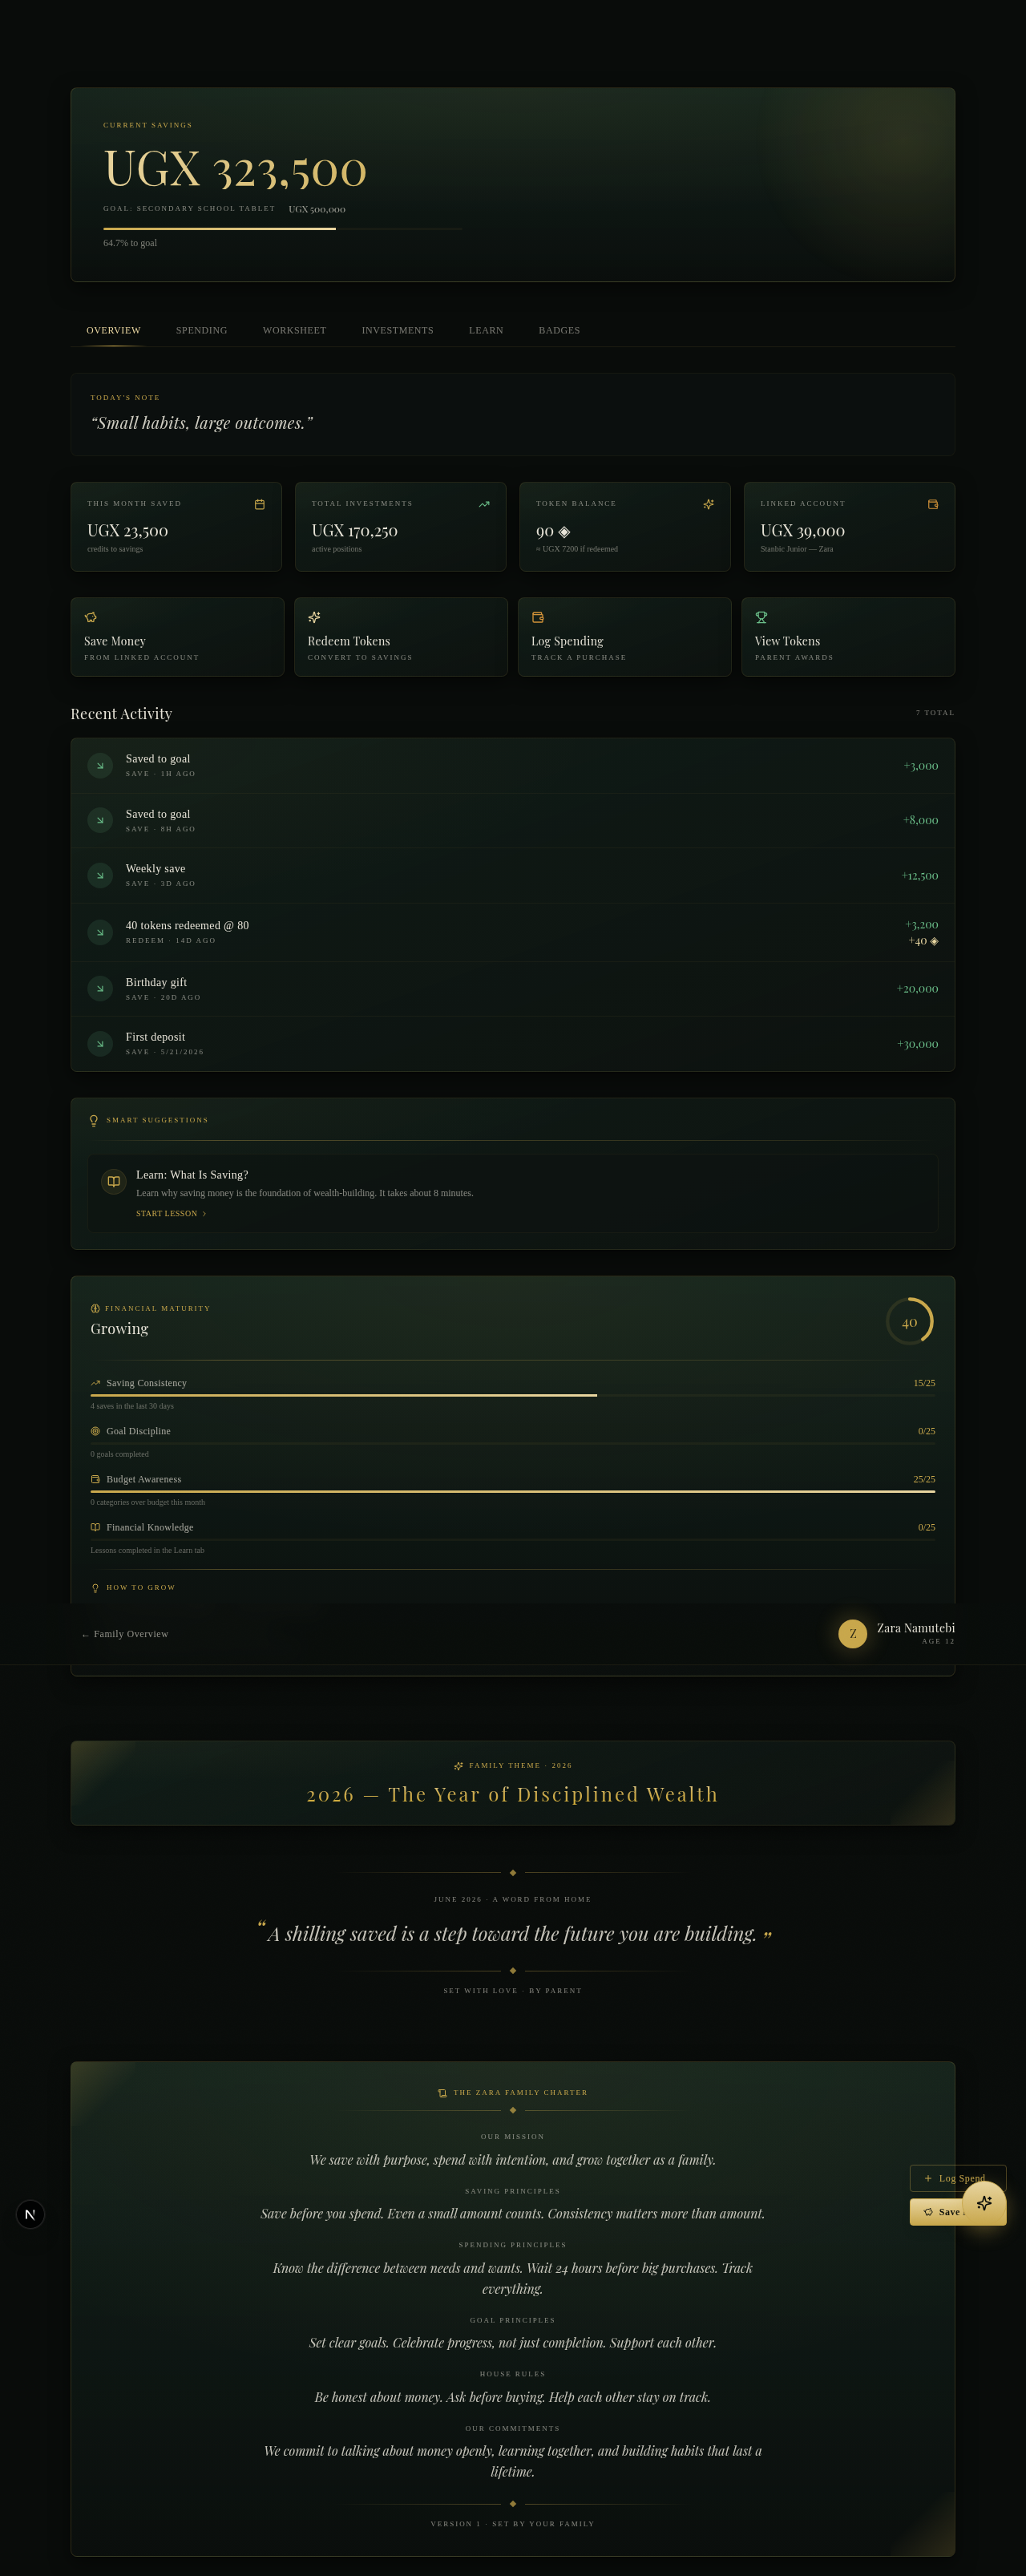 CURRENT SAVINGS
UGX 323,500
GOAL: SECONDARY SCHOOL TABLET UGX 500,000
64.7% to goal
OVERVIEW SPENDING WORKSHEET INVESTMENTS LEARN BADGES
TODAY'S NOTE
“Small habits, large outcomes.”
THIS MONTH SAVED
UGX 23,500
credits to savings
TOTAL INVESTMENTS
UGX 170,250
active positions
TOKEN BALANCE
90 ◈
≈ UGX 7200 if redeemed
LINKED ACCOUNT
UGX 39,000
Stanbic Junior — Zara
Save Money
FROM LINKED ACCOUNT
Redeem Tokens
CONVERT TO SAVINGS
Log Spending
TRACK A PURCHASE
View Tokens
PARENT AWARDS
Recent Activity 7 TOTAL
Saved to goal
SAVE · 1H AGO
+3,000
Saved to goal
SAVE · 8H AGO
+8,000
Weekly save
SAVE · 3D AGO
+12,500
40 tokens redeemed @ 80
REDEEM · 14D AGO
+3,200
+40 ◈
Birthday gift
SAVE · 20D AGO
+20,000
First deposit
SAVE · 5/21/2026
+30,000
SMART SUGGESTIONS
Learn: What Is Saving?
Learn why saving money is the foundation of wealth-building. It takes about 8 minutes.
START LESSON ›
FINANCIAL MATURITY
Growing
40
Saving Consistency 15/25
4 saves in the last 30 days
Goal Discipline 0/25
0 goals completed
Budget Awareness 25/25
0 categories over budget this month
Financial Knowledge 0/25
Lessons completed in the Learn tab
HOW TO GROW
← Family Overview
Z
Zara Namutebi
AGE 12
FAMILY THEME · 2026
2026 — The Year of Disciplined Wealth
JUNE 2026 · A WORD FROM HOME
“ A shilling saved is a step toward the future you are building. ”
SET WITH LOVE · BY PARENT
THE ZARA FAMILY CHARTER
OUR MISSION
We save with purpose, spend with intention, and grow together as a family.
SAVING PRINCIPLES
Save before you spend. Even a small amount counts. Consistency matters more than amount.
SPENDING PRINCIPLES
Know the difference between needs and wants. Wait 24 hours before big purchases. Track
everything.
GOAL PRINCIPLES
Set clear goals. Celebrate progress, not just completion. Support each other.
HOUSE RULES
Be honest about money. Ask before buying. Help each other stay on track.
OUR COMMITMENTS
We commit to talking about money openly, learning together, and building habits that last a
lifetime.
VERSION 1 · SET BY YOUR FAMILY
+ Log Spend
Save
N